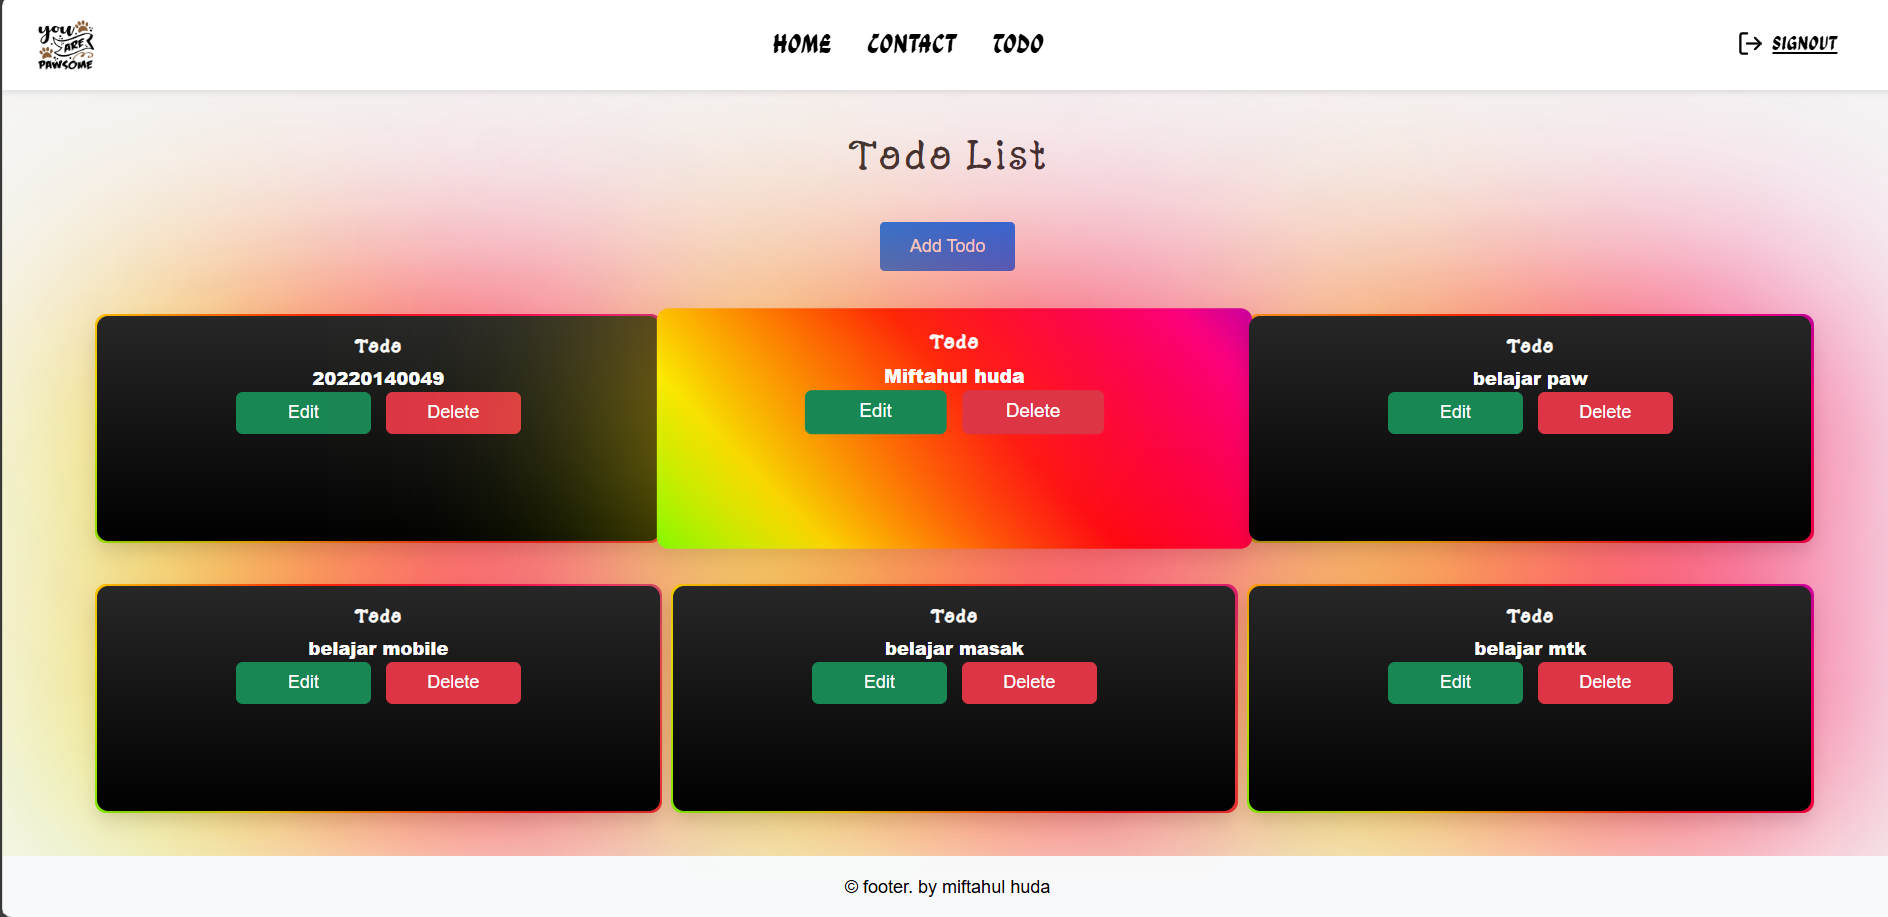 you
ARE
PAWSOME
HOME CONTACT TODO
SIGNOUT
Todo List
Add Todo
Todo
20220140049
Edit Delete
Todo
Miftahul huda
Edit Delete
Todo
belajar paw
Edit Delete
Todo
belajar mobile
Edit Delete
Todo
belajar masak
Edit Delete
Todo
belajar mtk
Edit Delete
© footer. by miftahul huda